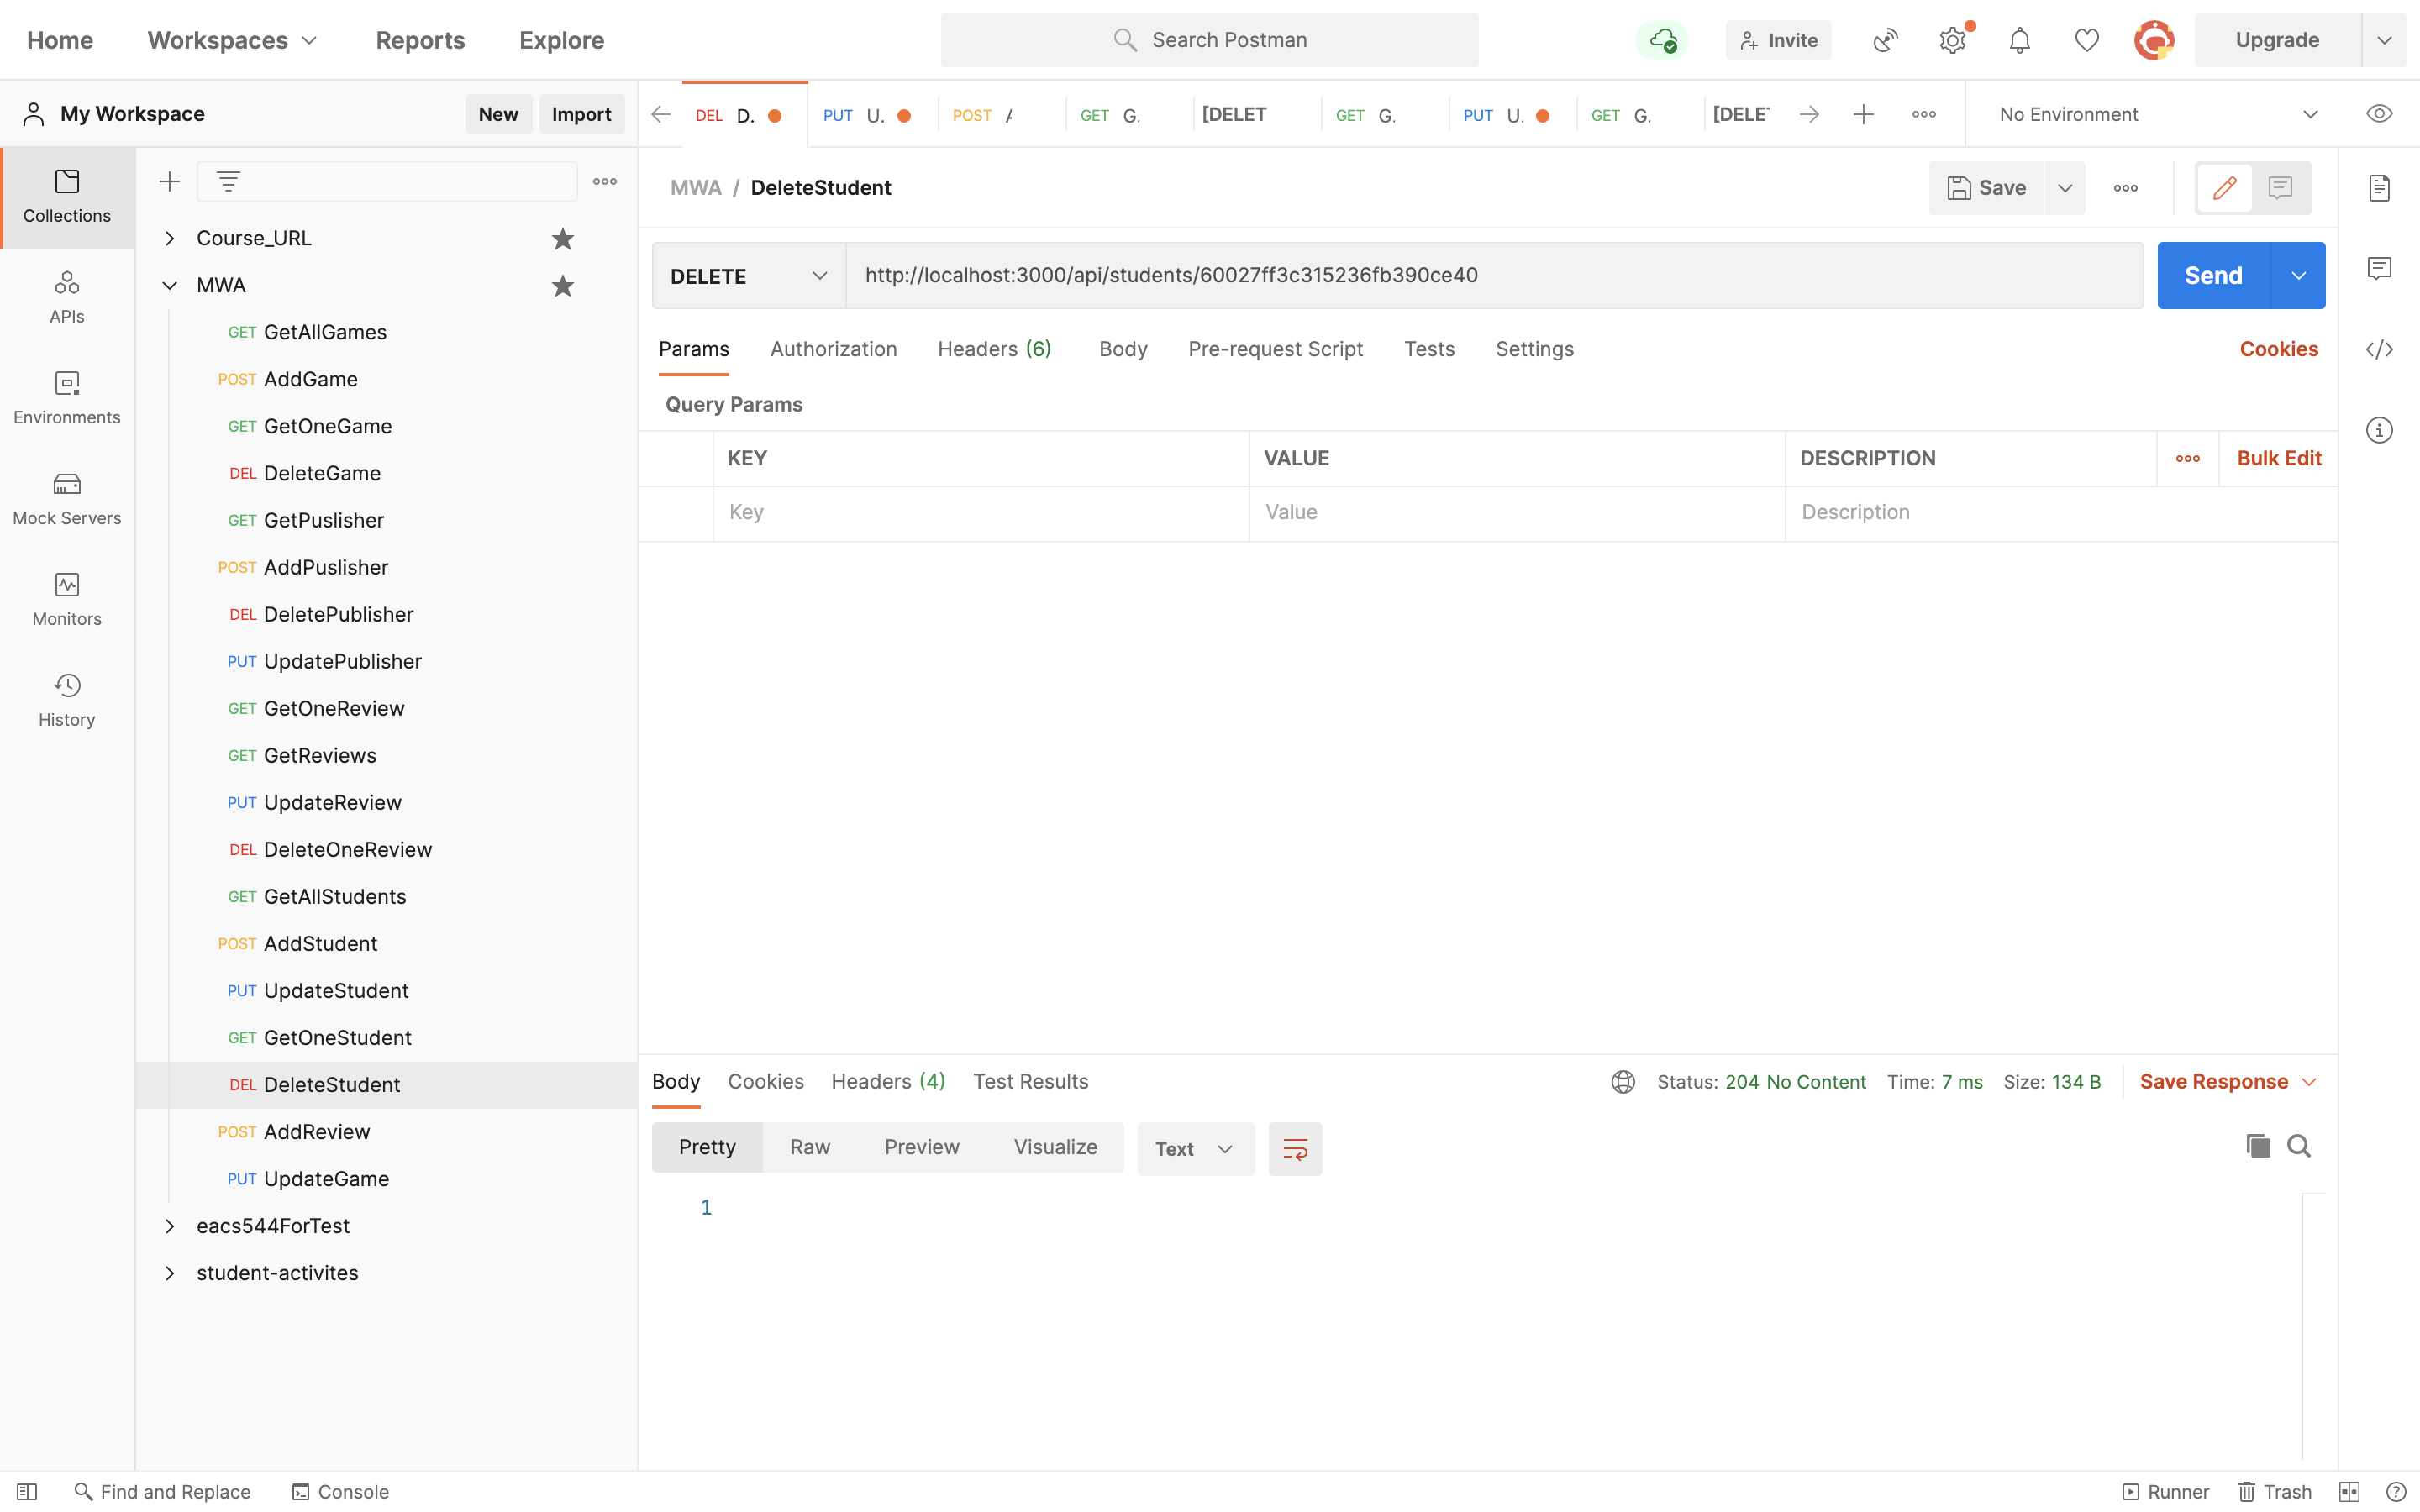 Home Workspaces Reports Explore Search Postman Invite Upgrade
My Workspace New Import
DEL D. PUT U. POST GET G. [DELET GET G. PUT U. GET G. [DELET No Environment
Collections
APIs
Environments
Mock Servers
Monitors
History
Course_URL
MWA
GET GetAllGames
POST AddGame
GET GetOneGame
DEL DeleteGame
GET GetPuslisher
POST AddPuslisher
DEL DeletePublisher
PUT UpdatePublisher
GET GetOneReview
GET GetReviews
PUT UpdateReview
DEL DeleteOneReview
GET GetAllStudents
POST AddStudent
PUT UpdateStudent
GET GetOneStudent
DEL DeleteStudent
POST AddReview
PUT UpdateGame
eacs544ForTest
student-activites
MWA / DeleteStudent Save
DELETE http://localhost:3000/api/students/60027ff3c315236fb390ce40 Send
Params Authorization Headers (6) Body Pre-request Script Tests Settings Cookies
Query Params
KEY VALUE DESCRIPTION Bulk Edit
Key Value Description
Body Cookies Headers (4) Test Results Status: 204 No Content Time: 7 ms Size: 134 B Save Response
Pretty Raw Preview Visualize Text
1
Find and Replace Console Runner Trash